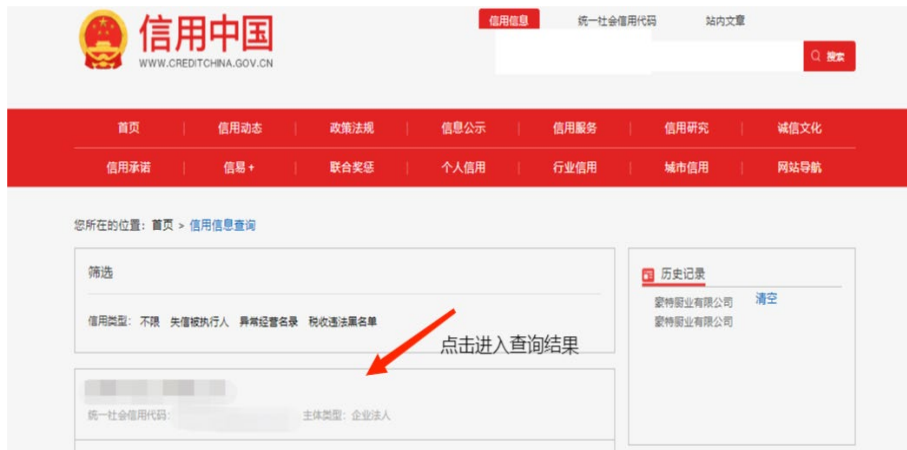 信用信息 统一社会信用代码 站内文章
信用中国
WWW.CREDITCHINA.GOV.CN
搜索
首页 信用动态 政策法规 信息公示 信用服务 信用研究 诚信文化
信用承诺 信易+ 联合奖惩 个人信用 行业信用 城市信用 网站导航
您所在的位置：首页 > 信用信息查询
筛选
信用类型： 不限 失信被执行人 异常经营名录 税收违法黑名单
点击进入查询结果
统一社会信用代码： 主体类型：企业法人
历史记录
豪特厨业有限公司 清空
豪特厨业有限公司